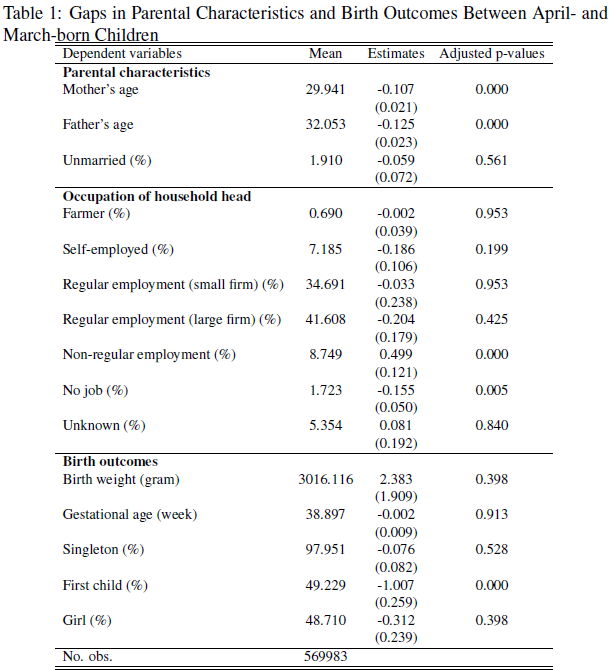 Table 1: Gaps in Parental Characteristics and Birth Outcomes Between April- and
March-born Children
Dependent variables Mean Estimates Adjusted p-values
Parental characteristics
Mother's age 29.941 -0.107 0.000
(0.021)
Father's age 32.053 -0.125 0.000
(0.023)
Unmarried (%) 1.910 -0.059 0.561
(0.072)
Occupation of household head
Farmer (%) 0.690 -0.002 0.953
(0.039)
Self-employed (%) 7.185 -0.186 0.199
(0.106)
Regular employment (small firm) (%) 34.691 -0.033 0.953
(0.238)
Regular employment (large firm) (%) 41.608 -0.204 0.425
(0.179)
Non-regular employment (%) 8.749 0.499 0.000
(0.121)
No job (%) 1.723 -0.155 0.005
(0.050)
Unknown (%) 5.354 0.081 0.840
(0.192)
Birth outcomes
Birth weight (gram) 3016.116 2.383 0.398
(1.909)
Gestational age (week) 38.897 -0.002 0.913
(0.009)
Singleton (%) 97.951 -0.076 0.528
(0.082)
First child (%) 49.229 -1.007 0.000
(0.259)
Girl (%) 48.710 -0.312 0.398
(0.239)
No. obs. 569983